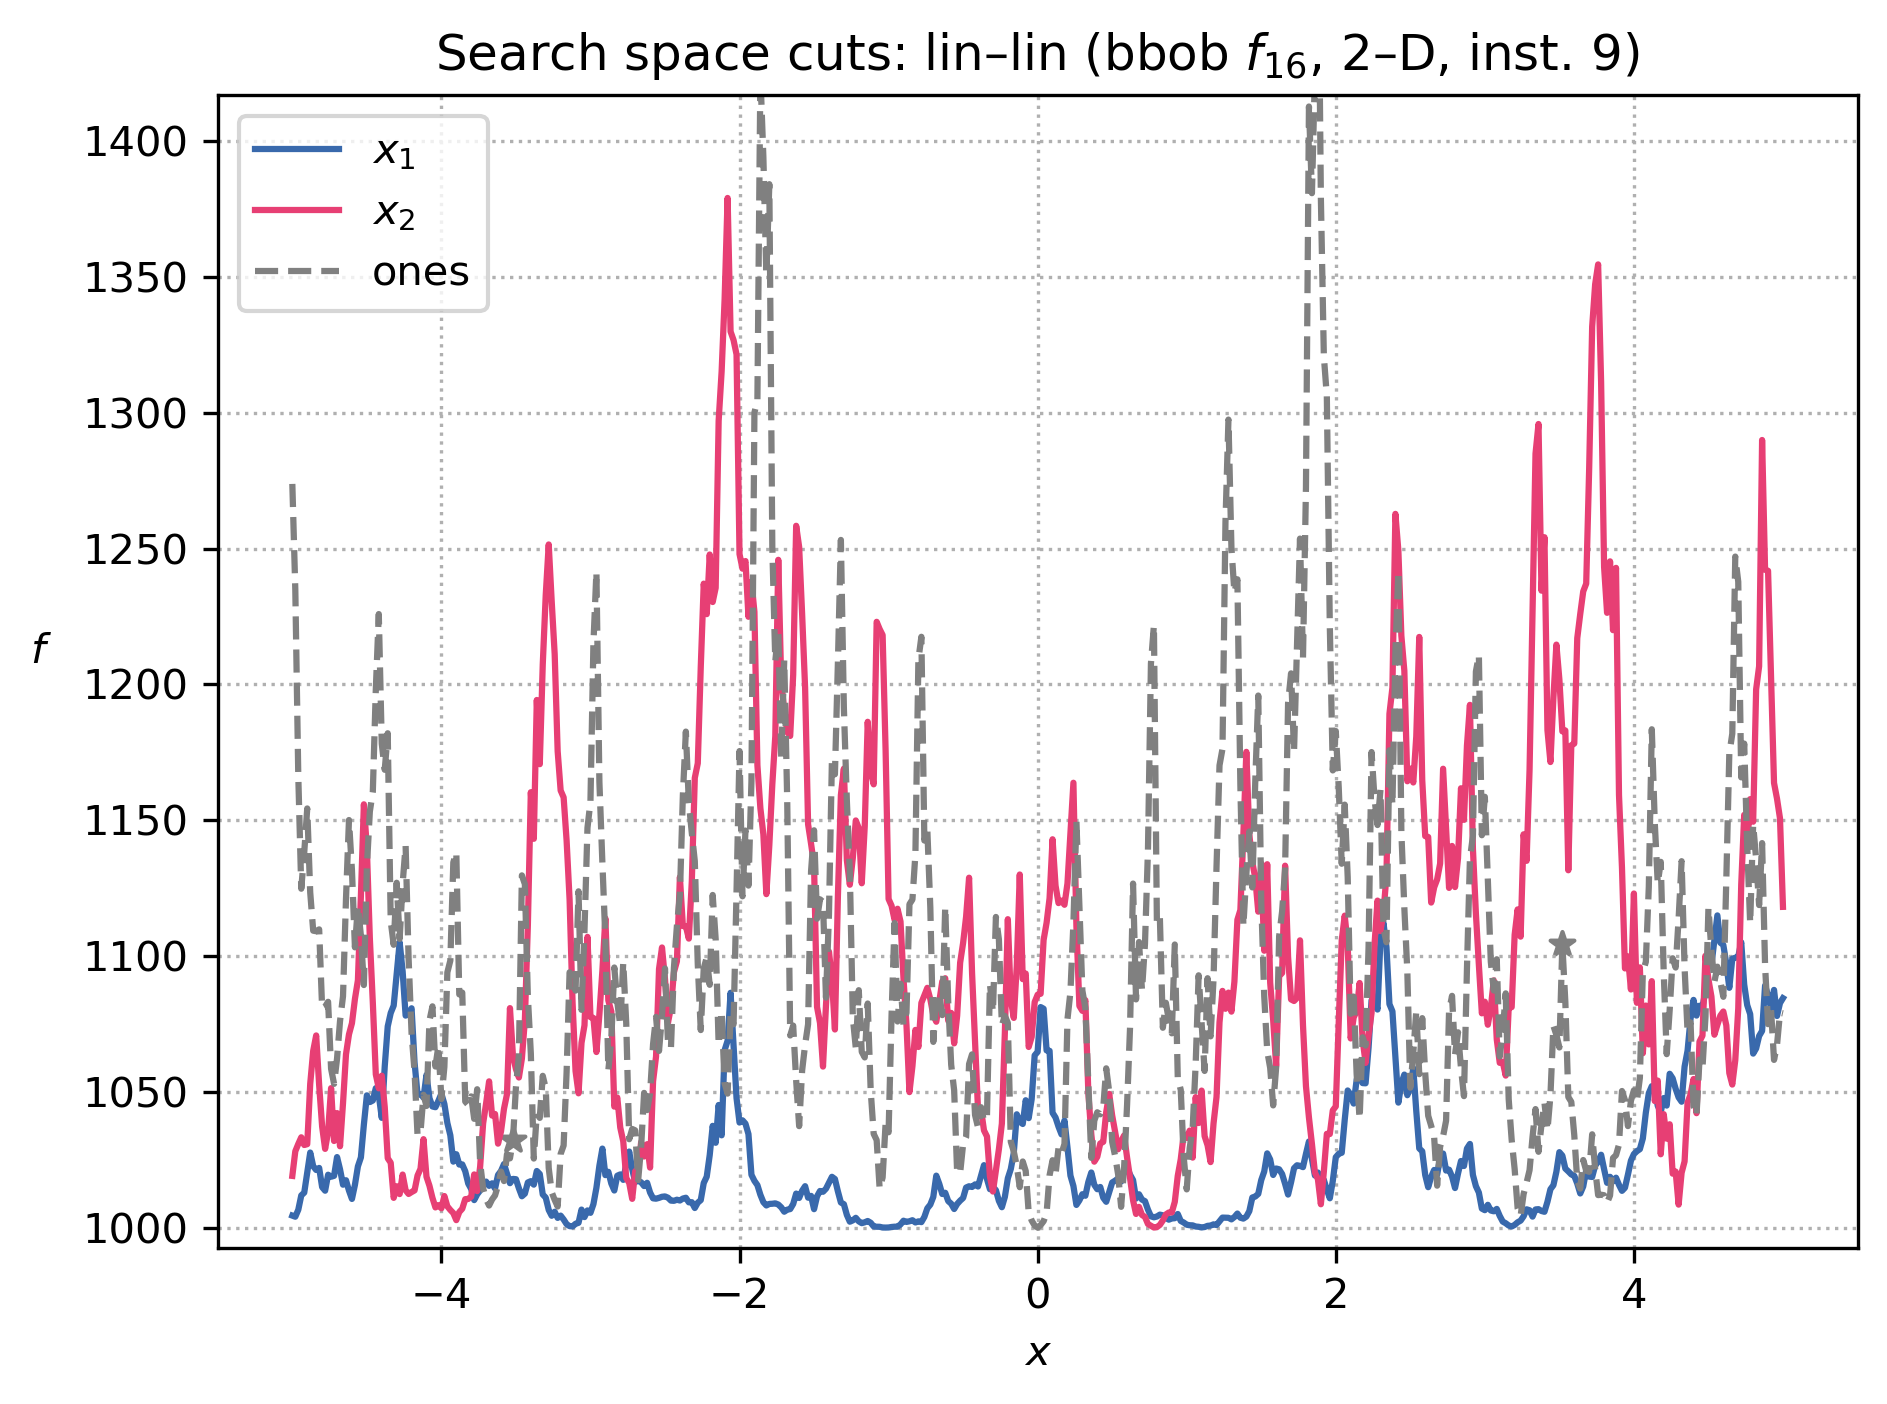 Search space cuts: lin–lin (bbob f16, 2–D, inst. 9)
x1
x2
ones
f
1400
1350
1300
1250
1200
1150
1100
1050
1000
−4 −2 0 2 4
x